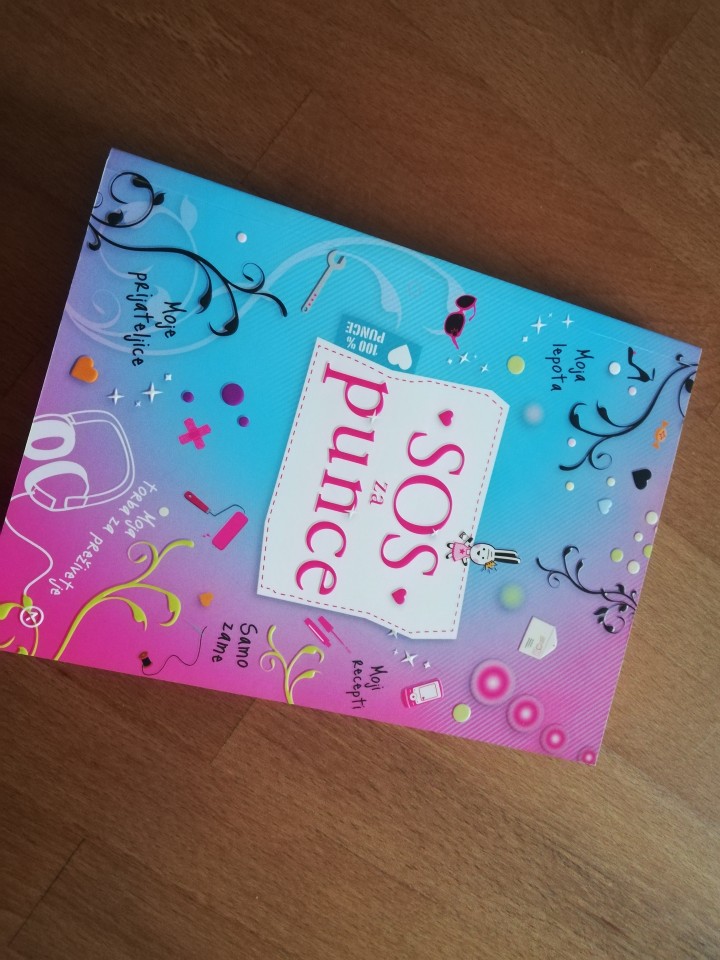 Moja
lepota
SOS
za
punce
100 %
PUNCE
Moji
recepti
Samo
zame
Moje
prijateljice
Moja
torba za preživetje